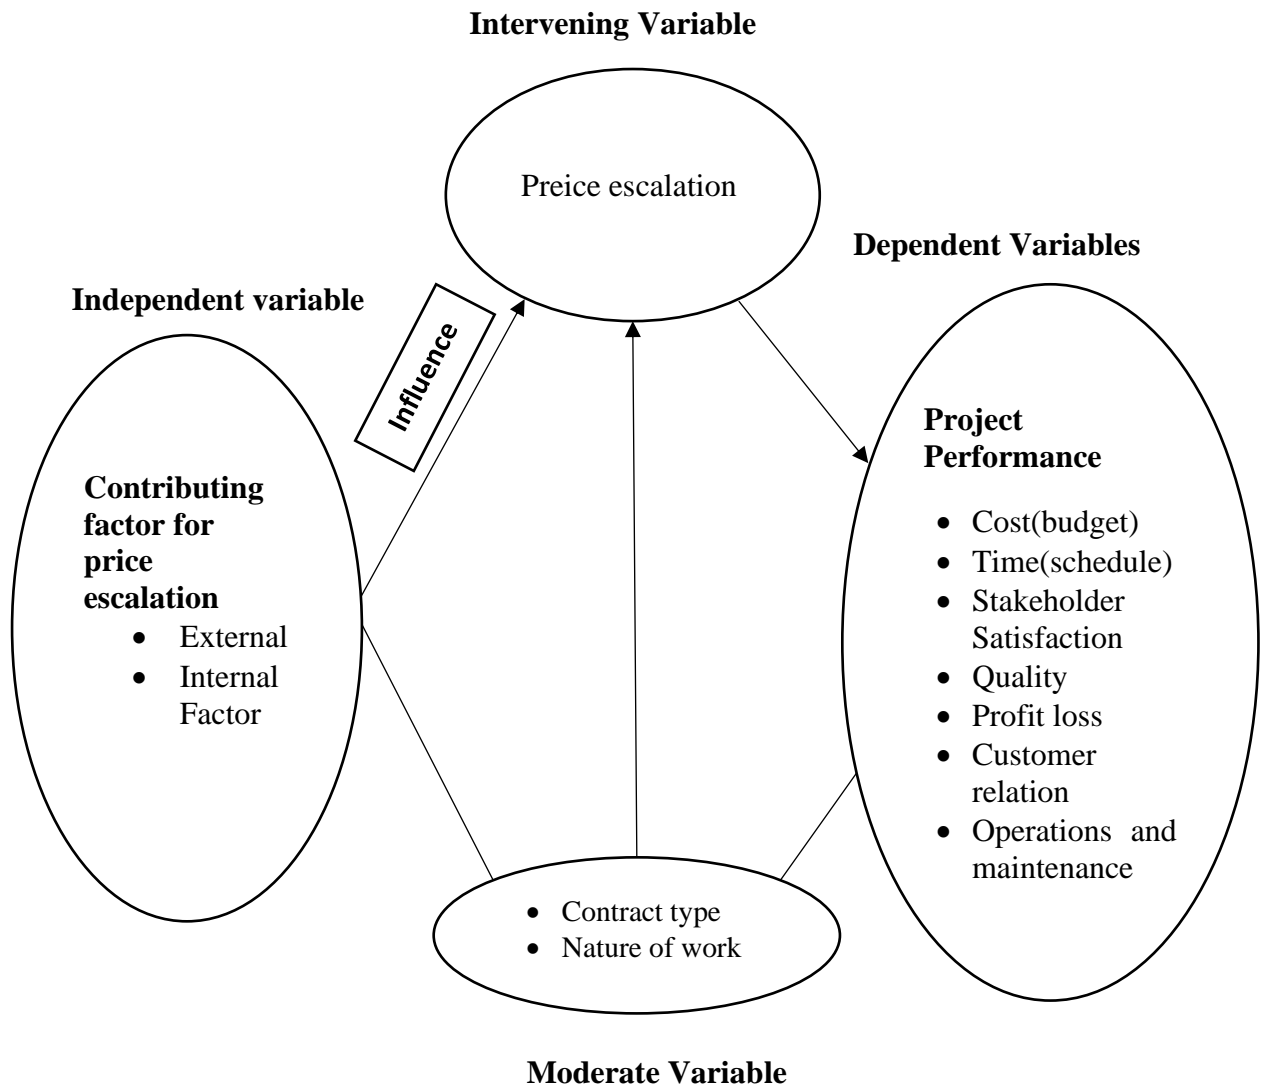 Intervening Variable
Preice escalation
Dependent Variables
Independent variable
Influence
Contributing
factor for
price
escalation
• External
• Internal
Factor
Project
Performance
• Cost(budget)
• Time(schedule)
• Stakeholder
Satisfaction
• Quality
• Profit loss
• Customer
relation
• Operations and
maintenance
• Contract type
• Nature of work
Moderate Variable